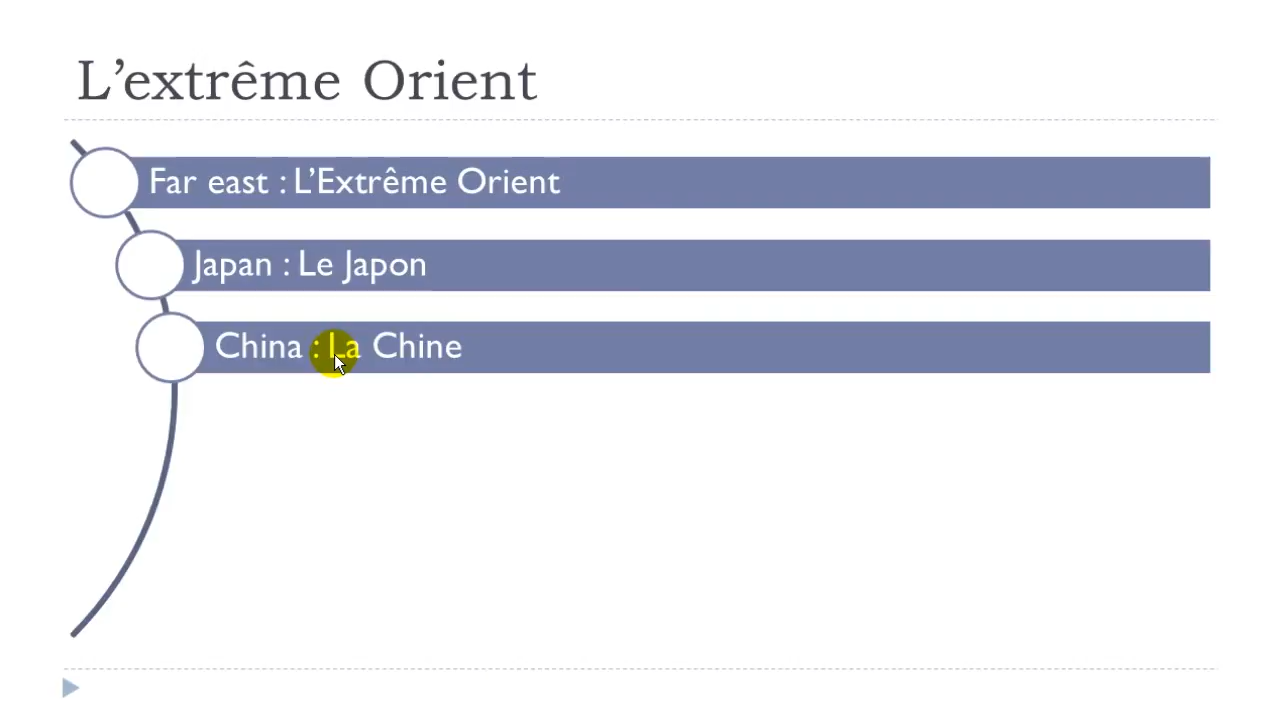 L’extrême Orient
Far east : L’Extrême Orient
Japan : Le Japon
China : La Chine